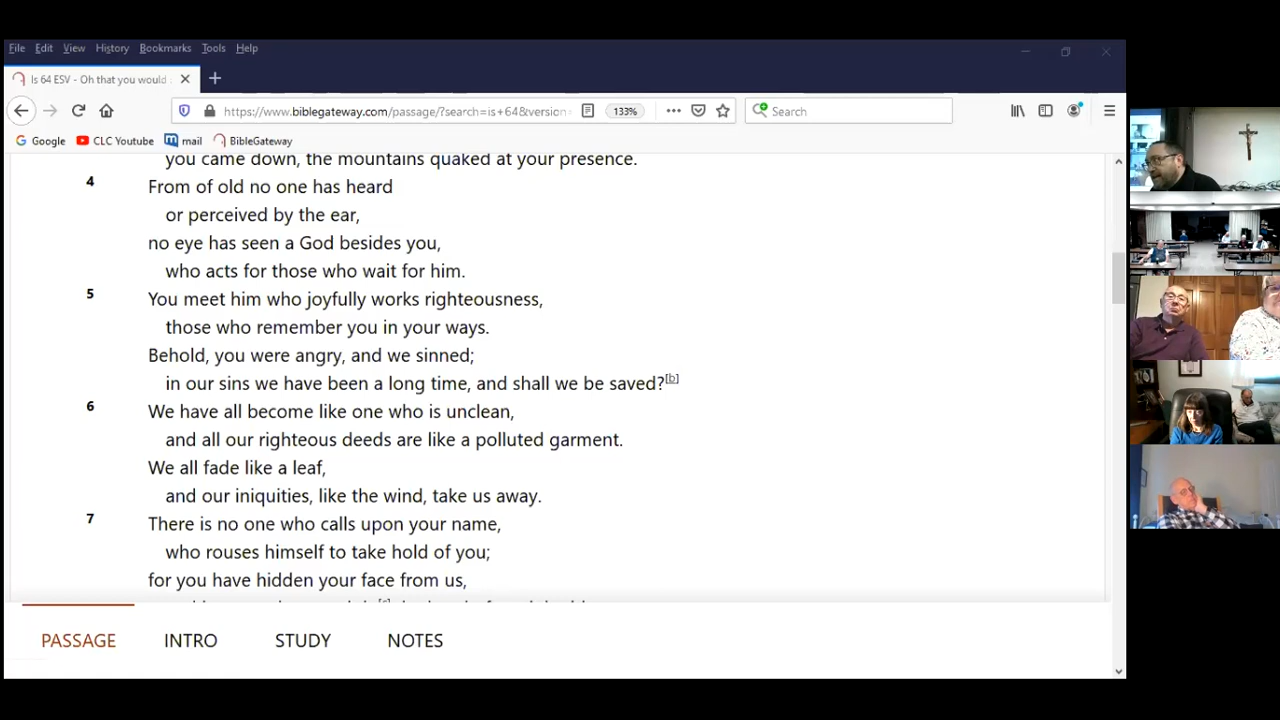 File Edit View History Bookmarks Tools Help
Is 64 ESV - Oh that you would
https://www.biblegateway.com/passage/?search=is+64&version= 133% Search
Google CLC Youtube mail BibleGateway
you came down, the mountains quaked at your presence.
4 From of old no one has heard
or perceived by the ear,
no eye has seen a God besides you,
who acts for those who wait for him.
5 You meet him who joyfully works righteousness,
those who remember you in your ways.
Behold, you were angry, and we sinned;
in our sins we have been a long time, and shall we be saved?[b]
6 We have all become like one who is unclean,
and all our righteous deeds are like a polluted garment.
We all fade like a leaf,
and our iniquities, like the wind, take us away.
7 There is no one who calls upon your name,
who rouses himself to take hold of you;
for you have hidden your face from us,
PASSAGE INTRO STUDY NOTES